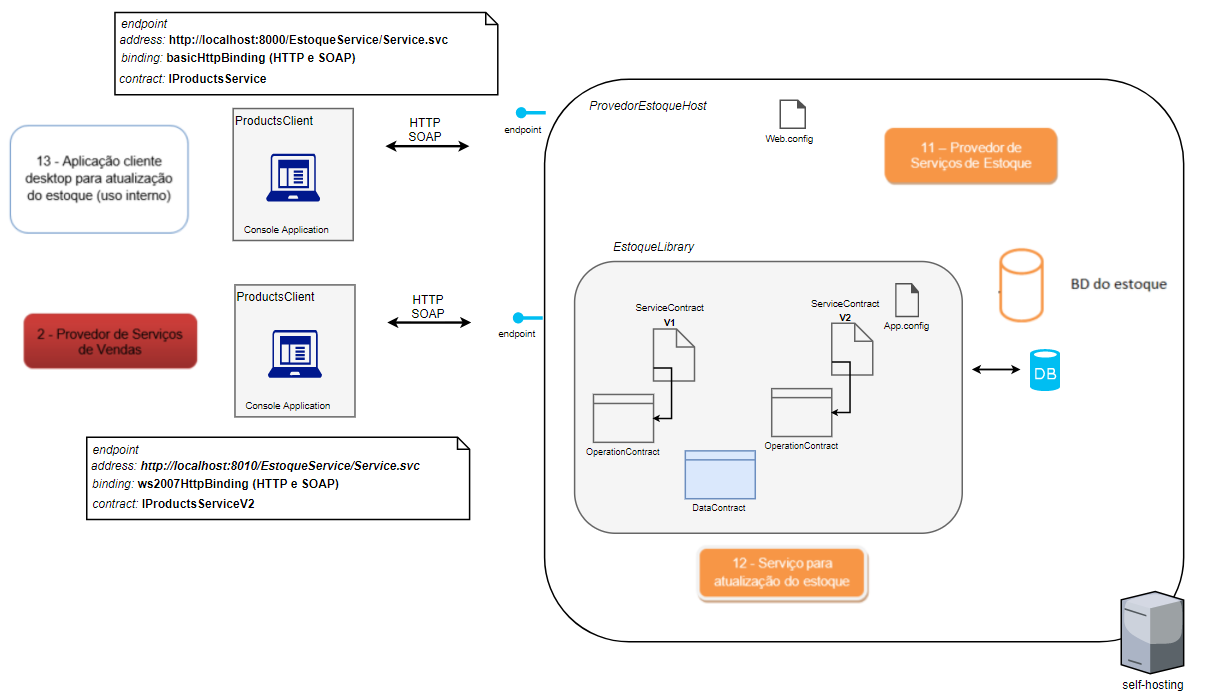 endpoint
address: http://localhost:8000/EstoqueService/Service.svc
binding: basicHttpBinding (HTTP e SOAP)
contract: IProductsService
13 - Aplicação cliente
desktop para atualização
do estoque (uso interno)
ProductsClient
Console Application
HTTP
SOAP
endpoint
ProvedorEstoqueHost
Web.config
11 – Provedor de
Serviços de Estoque
2 - Provedor de Serviços
de Vendas
ProductsClient
Console Application
HTTP
SOAP
endpoint
EstoqueLibrary
ServiceContract
V1
OperationContract
ServiceContract
V2
OperationContract
App.config
DataContract
BD do estoque
DB
endpoint
address: http://localhost:8010/EstoqueService/Service.svc
binding: ws2007HttpBinding (HTTP e SOAP)
contract: IProductsServiceV2
12 - Serviço para
atualização do estoque
self-hosting